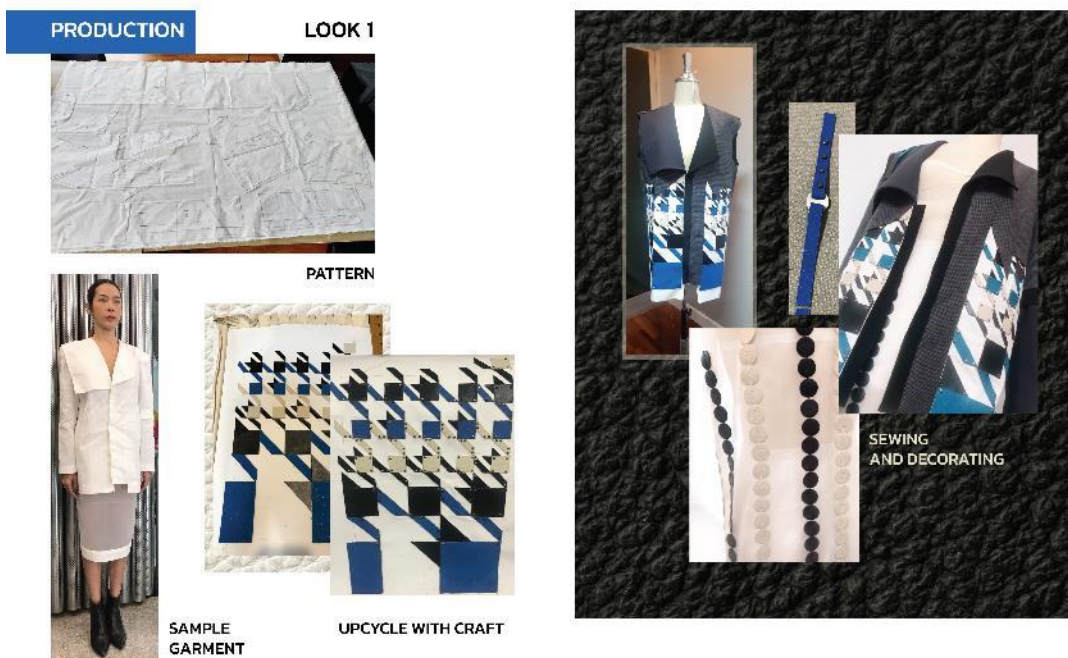 PRODUCTION
LOOK 1
PATTERN
SAMPLE
GARMENT
UPCYCLE WITH CRAFT
SEWING
AND DECORATING